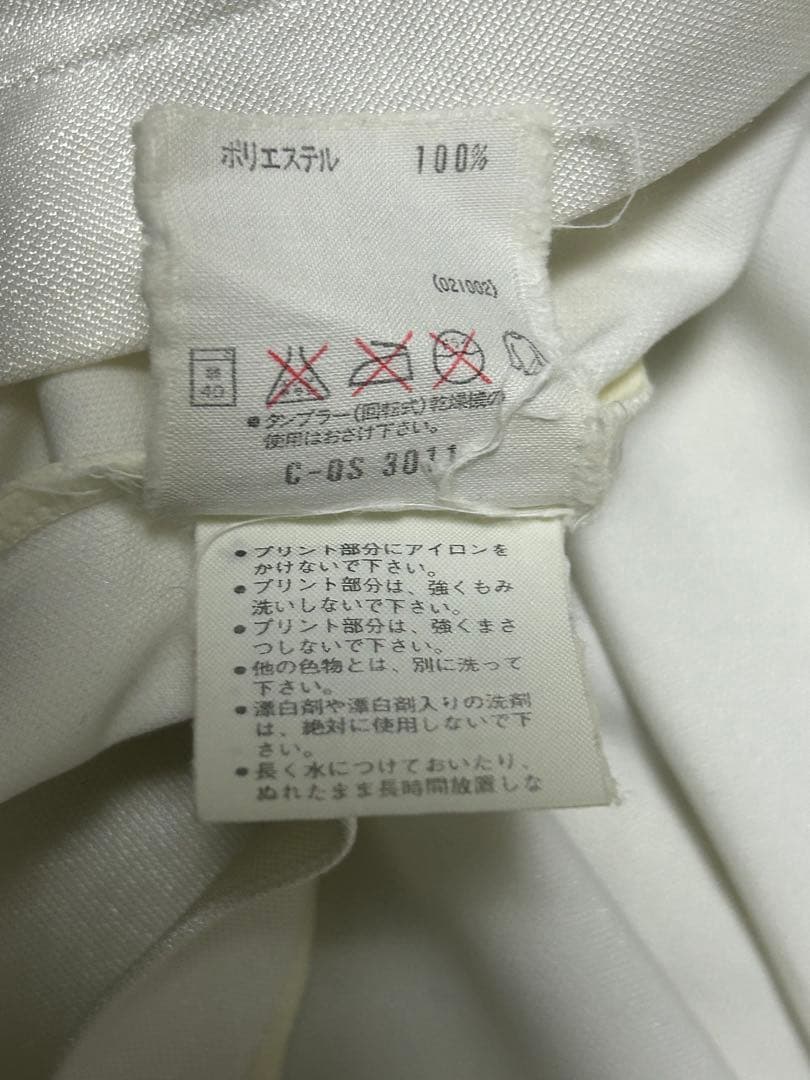 ポリエステル 100%
(021002)
弱
40
●タンブラー(回転式)乾燥機の
使用はおさけ下さい。
C-OS 3011
●プリント部分にアイロンを
かけないで下さい。
●プリント部分は、強くもみ
洗いしないで下さい。
●プリント部分は、強くまさ
つしないで下さい。
●他の色物とは、別に洗って
下さい。
●漂白剤や漂白剤入りの洗剤
は、絶対に使用しないで下
さい。
●長く水につけておいたり、
ぬれたまま長時間放置しな